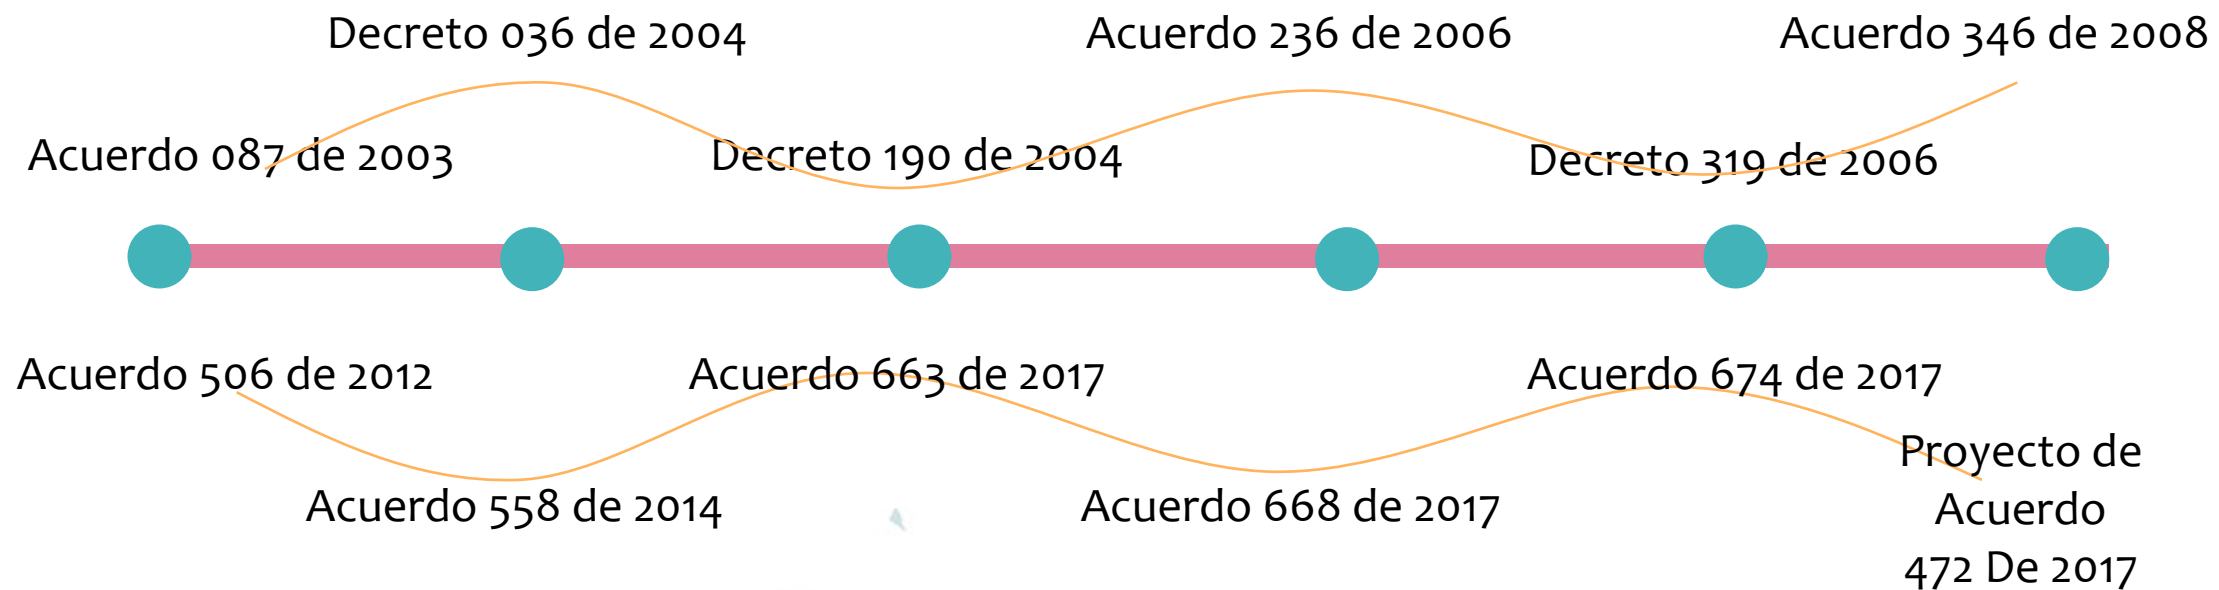 Decreto 036 de 2004
Acuerdo 236 de 2006
Acuerdo 346 de 2008
Acuerdo 087 de 2003
Decreto 190 de 2004
Decreto 319 de 2006
Acuerdo 506 de 2012
Acuerdo 663 de 2017
Acuerdo 674 de 2017
Acuerdo 558 de 2014
Acuerdo 668 de 2017
Proyecto de
Acuerdo
472 De 2017